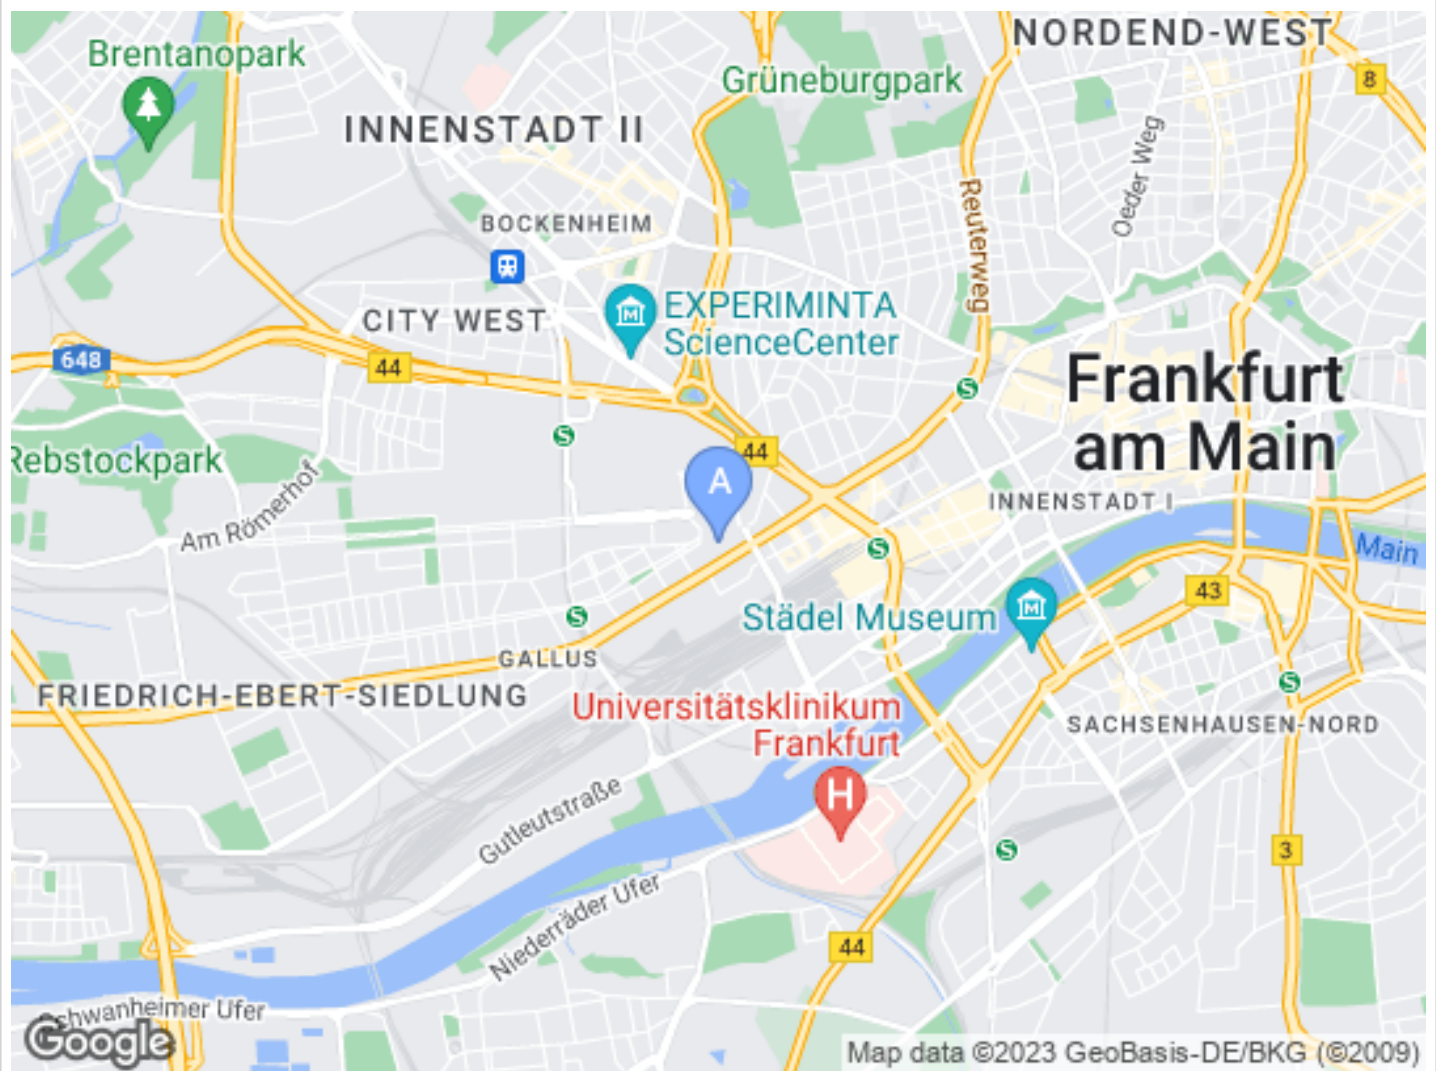 NORDEND-WEST
Brentanopark
Grüneburgpark
8
INNENSTADT II
Oeder Weg
Reuterweg
BOCKENHEIM
EXPERIMINTA
ScienceCenter
CITY WEST
648
44
Frankfurt
am Main
S
S
Rebstockpark
44
A
Am Römerhof
INNENSTADT I
S
Main
43
Städel Museum
S
GALLUS
FRIEDRICH-EBERT-SIEDLUNG
S
Universitätsklinikum
Frankfurt
SACHSENHAUSEN-NORD
H
Gutleutstraße
S
3
Niederräder Ufer
44
Schwanheimer Ufer
Google
Map data ©2023 GeoBasis-DE/BKG (©2009)